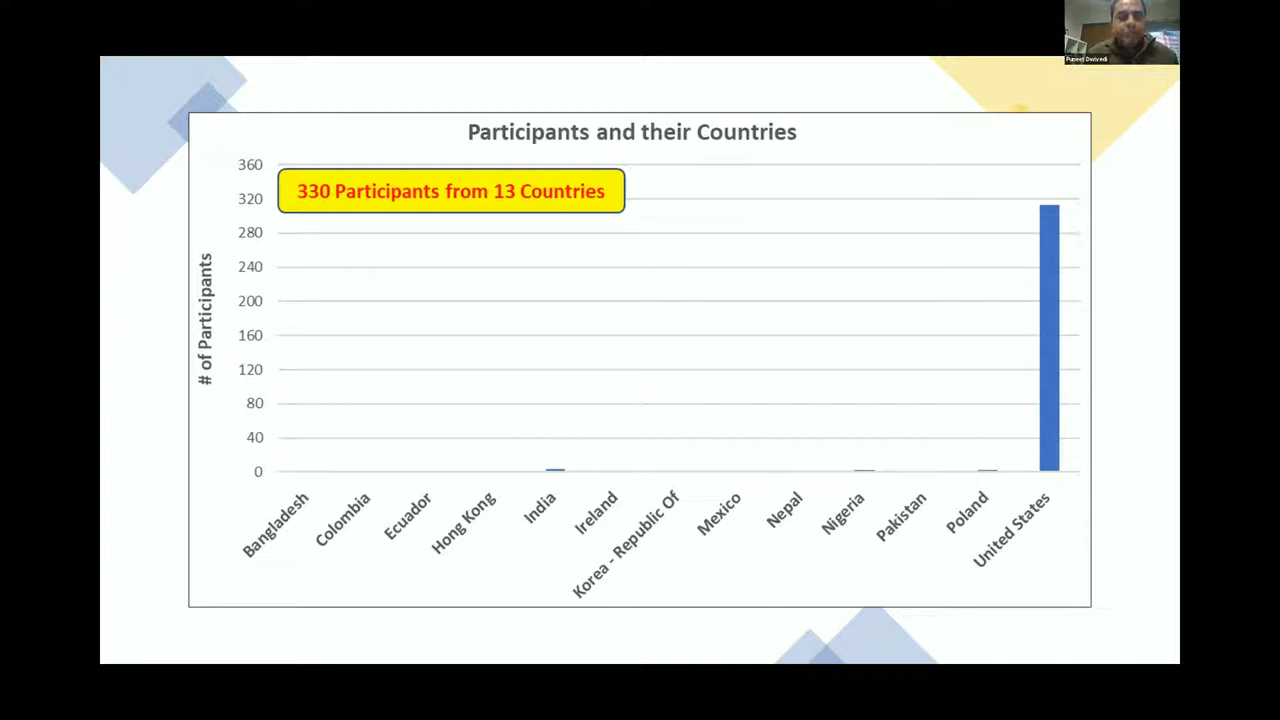 Puneet Dwivedi
Participants and their Countries
330 Participants from 13 Countries
# of Participants
360
320
280
240
200
160
120
80
40
0
Bangladesh
Colombia
Ecuador
Hong Kong
India
Ireland
Korea - Republic Of
Mexico
Nepal
Nigeria
Pakistan
Poland
United States